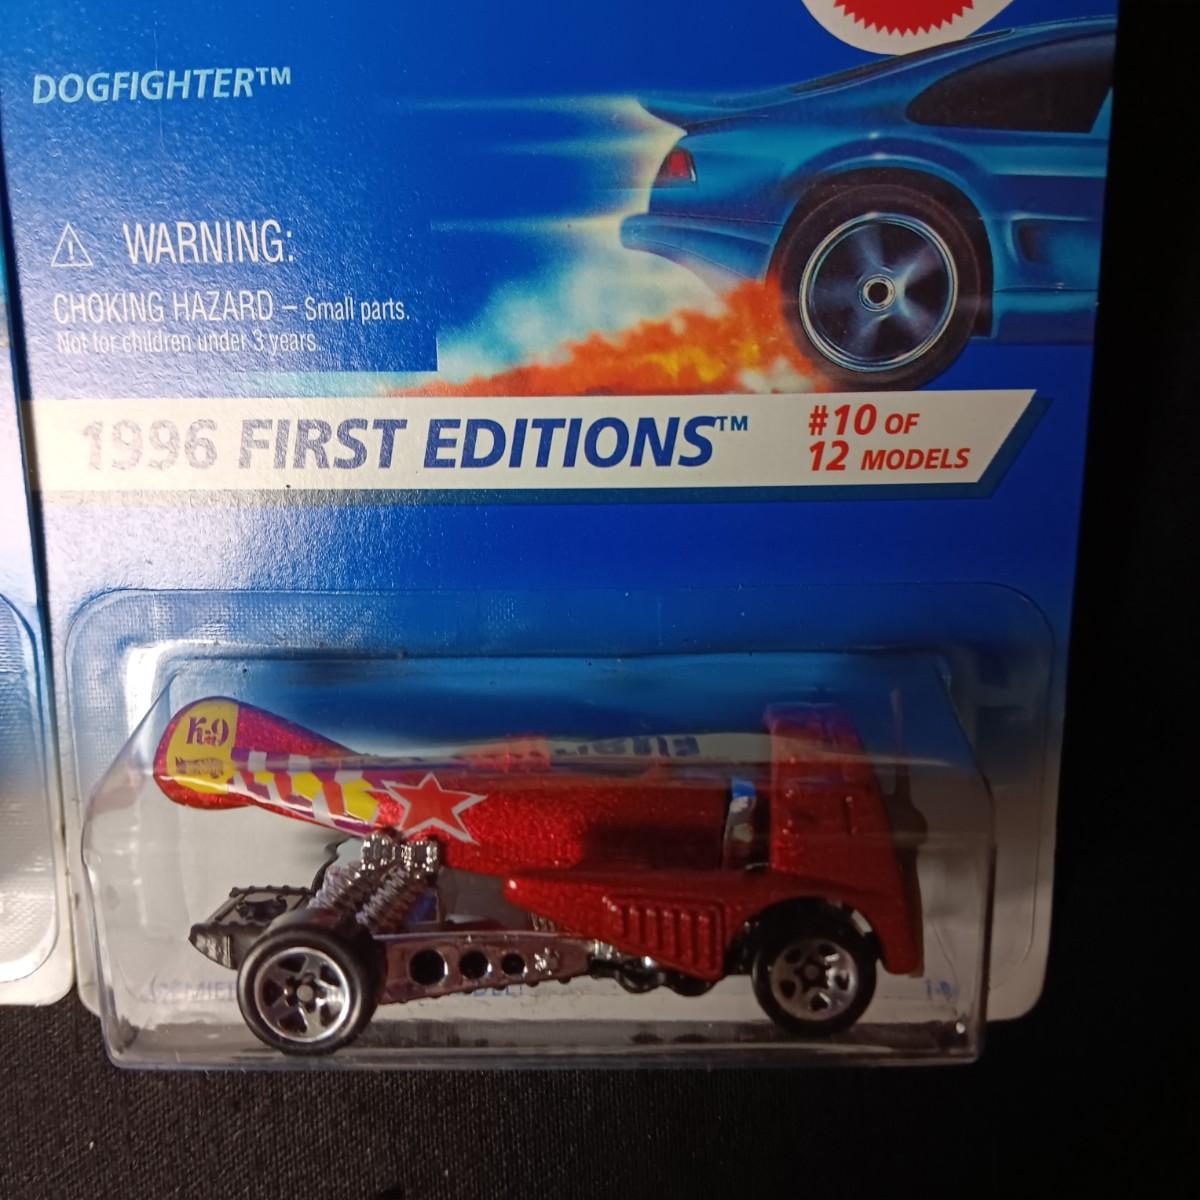 DOGFIGHTER™
WARNING:
CHOKING HAZARD – Small parts.
Not for children under 3 years.
1996 FIRST EDITIONS™
#10 OF
12 MODELS
K-9